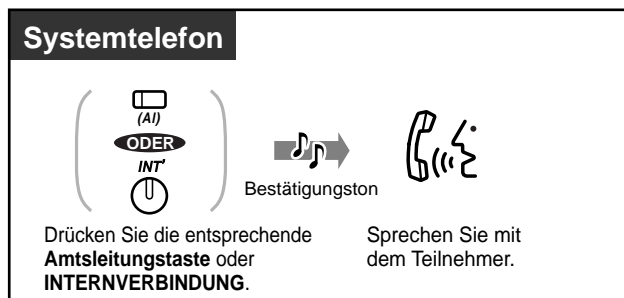 Systemtelefon
(AI)
ODER
INT'
Bestätigungston
Drücken Sie die entsprechende
Amtsleitungstaste oder
INTERNVERBINDUNG.
Sprechen Sie mit
dem Teilnehmer.